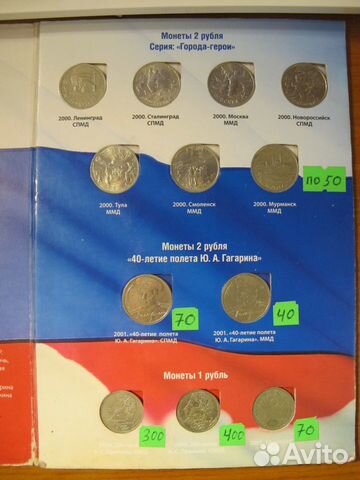 Монеты 2 рубля
Серия: «Города-герои»
2000. Ленинград
СПМД
2000. Сталинград
СПМД
2000. Москва
ММД
2000. Новороссийск
СПМД
по 50
2000. Тула
ММД
2000. Смоленск
ММД
2000. Мурманск
ММД
Монеты 2 рубля
«40-летие полета Ю. А. Гагарина»
70
40
2001. «40-летие полета
Ю. А. Гагарина». СПМД
2001. «40-летие полета
Ю. А. Гагарина». ММД
Монеты 1 рубль
300
400
70
Avito